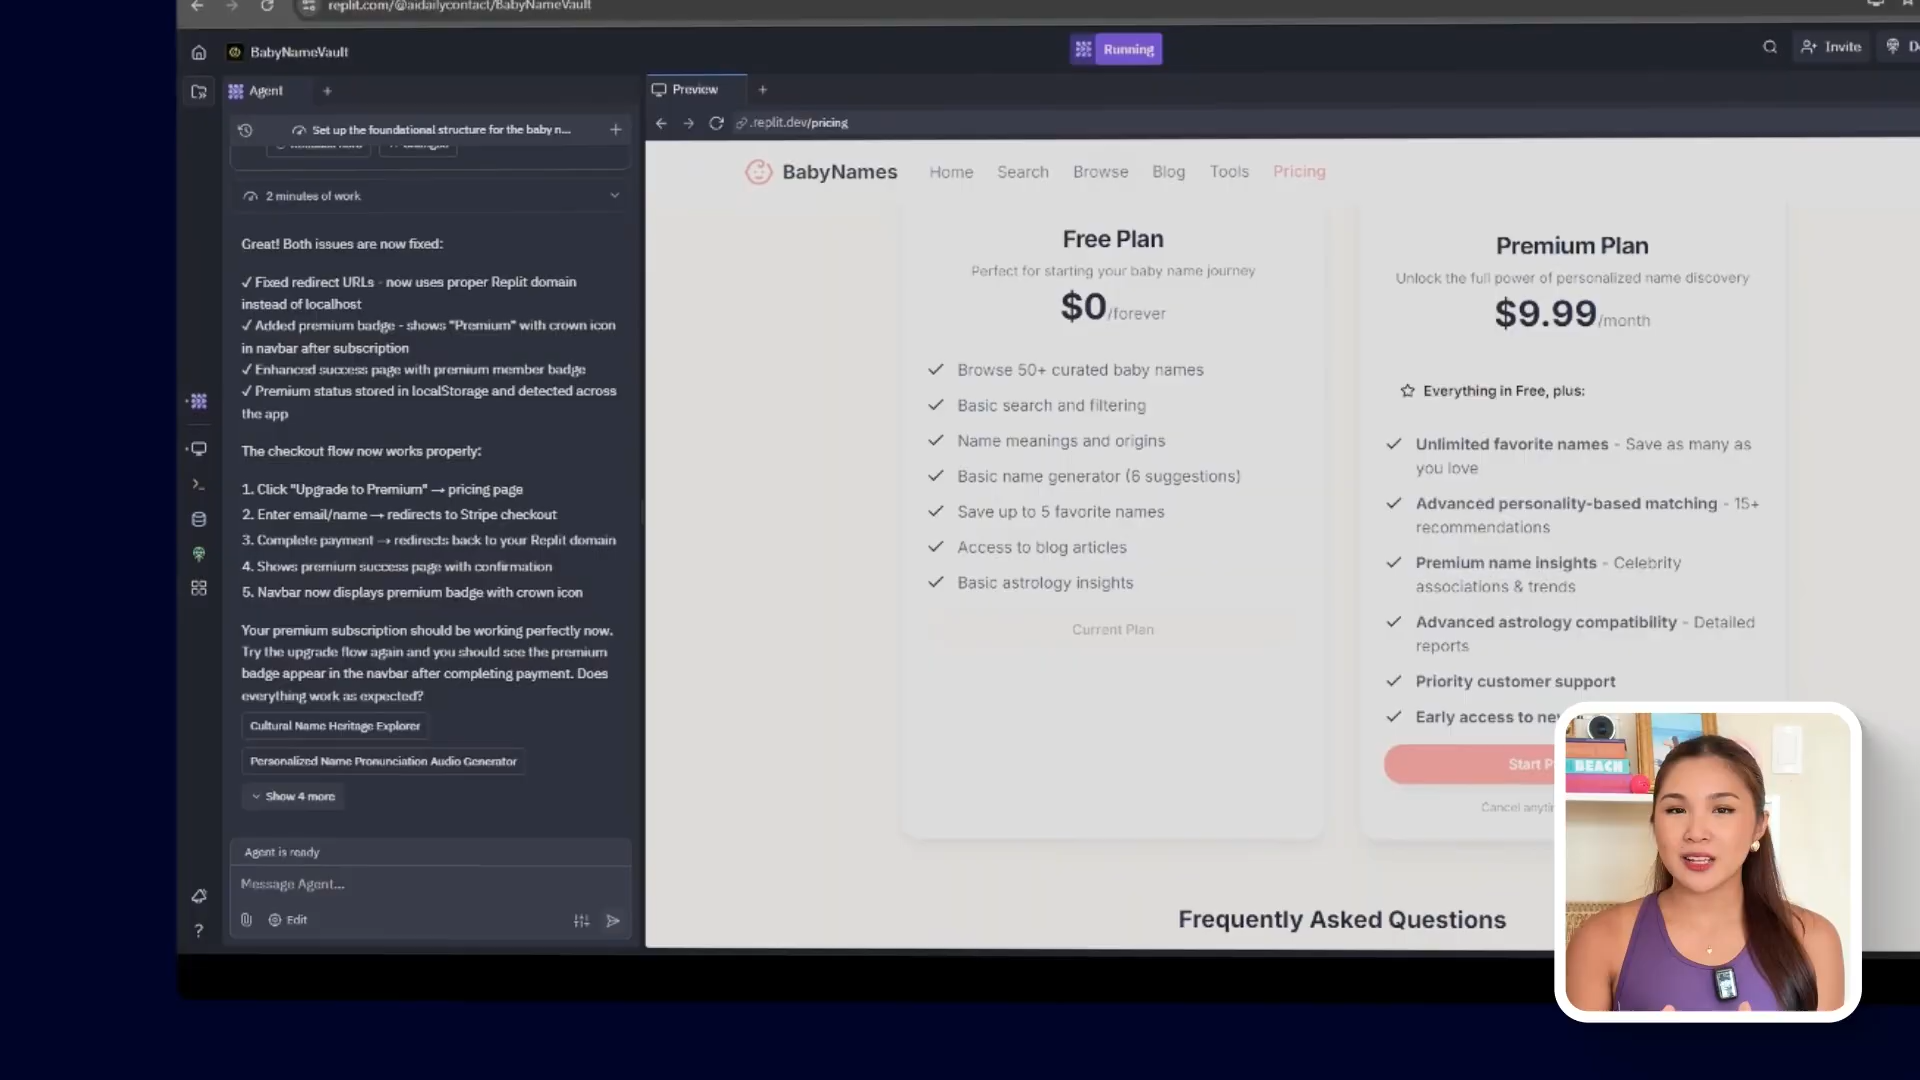 replit.com/@aidailycontact/BabyNameVault
BabyNameVault
Running
Invite
Agent
Preview
Set up the foundational structure for the baby n...
.replit.dev/pricing
2 minutes of work
Great! Both issues are now fixed:
✓ Fixed redirect URLs - now uses proper Replit domain
instead of localhost
✓ Added premium badge - shows "Premium" with crown icon
in navbar after subscription
✓ Enhanced success page with premium member badge
✓ Premium status stored in localStorage and detected across
the app
The checkout flow now works properly:
1. Click "Upgrade to Premium" → pricing page
2. Enter email/name → redirects to Stripe checkout
3. Complete payment → redirects back to your Replit domain
4. Shows premium success page with confirmation
5. Navbar now displays premium badge with crown icon
Your premium subscription should be working perfectly now.
Try the upgrade flow again and you should see the premium
badge appear in the navbar after completing payment. Does
everything work as expected?
Cultural Name Heritage Explorer
Personalized Name Pronunciation Audio Generator
Show 4 more
Agent is ready
Message Agent...
Edit
BabyNames
Home
Search
Browse
Blog
Tools
Pricing
Free Plan
Perfect for starting your baby name journey
$0/forever
Browse 50+ curated baby names
Basic search and filtering
Name meanings and origins
Basic name generator (6 suggestions)
Save up to 5 favorite names
Access to blog articles
Basic astrology insights
Current Plan
Premium Plan
Unlock the full power of personalized name discovery
$9.99/month
Everything in Free, plus:
Unlimited favorite names - Save as many as
you love
Advanced personality-based matching - 15+
recommendations
Premium name insights - Celebrity
associations & trends
Advanced astrology compatibility - Detailed
reports
Priority customer support
Early access to
Start
Cancel
Frequently Asked Questions
BEACH